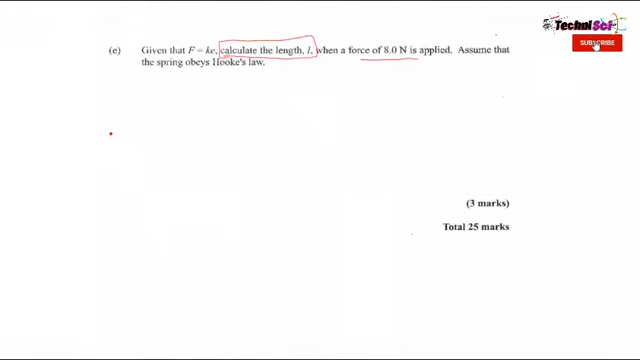 TechniSci
SUBSCRIBE
(e) Given that F = ke, calculate the length, l, when a force of 8.0 N is applied. Assume that
the spring obeys Hooke's law.
(3 marks)
Total 25 marks